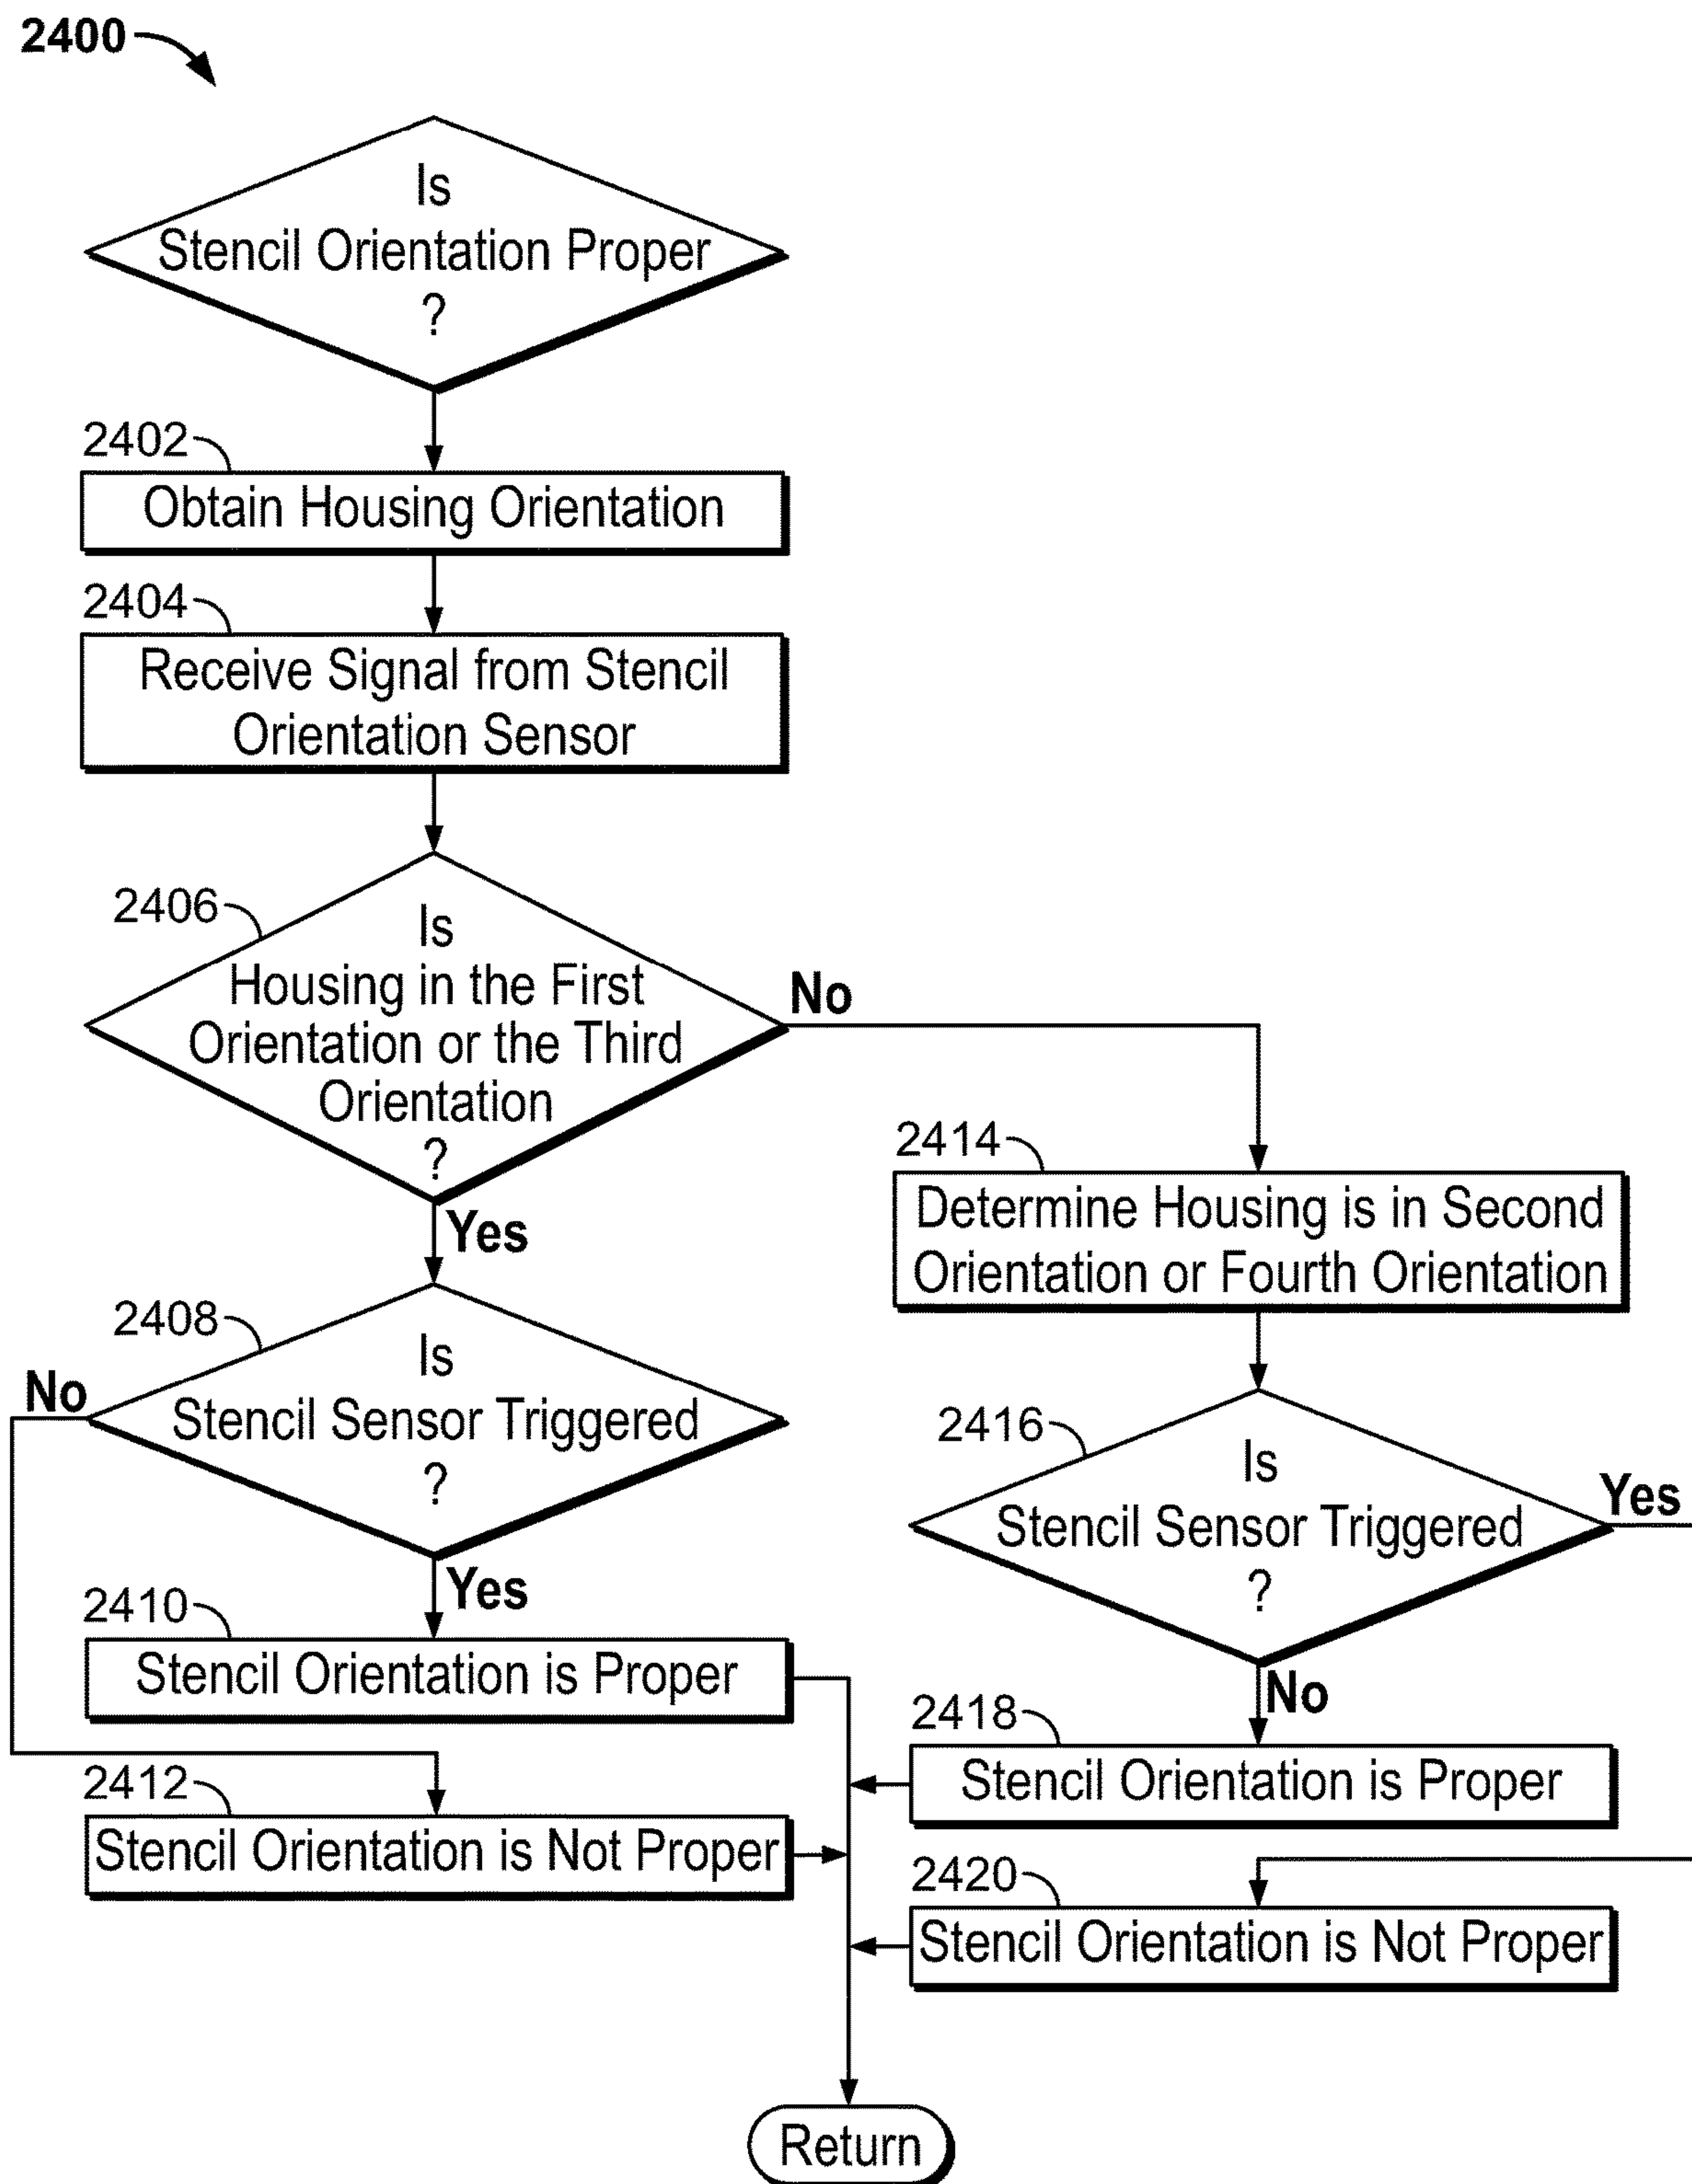 2400
Is
Stencil Orientation Proper
?
2402
Obtain Housing Orientation
2404
Receive Signal from Stencil
Orientation Sensor
2406
Is
Housing in the First
Orientation or the Third
Orientation
?
No
Yes
2408
Is
Stencil Sensor Triggered
?
No
Yes
2410
Stencil Orientation is Proper
2412
Stencil Orientation is Not Proper
2414
Determine Housing is in Second
Orientation or Fourth Orientation
2416
Is
Stencil Sensor Triggered
?
Yes
No
2418
Stencil Orientation is Proper
2420
Stencil Orientation is Not Proper
Return